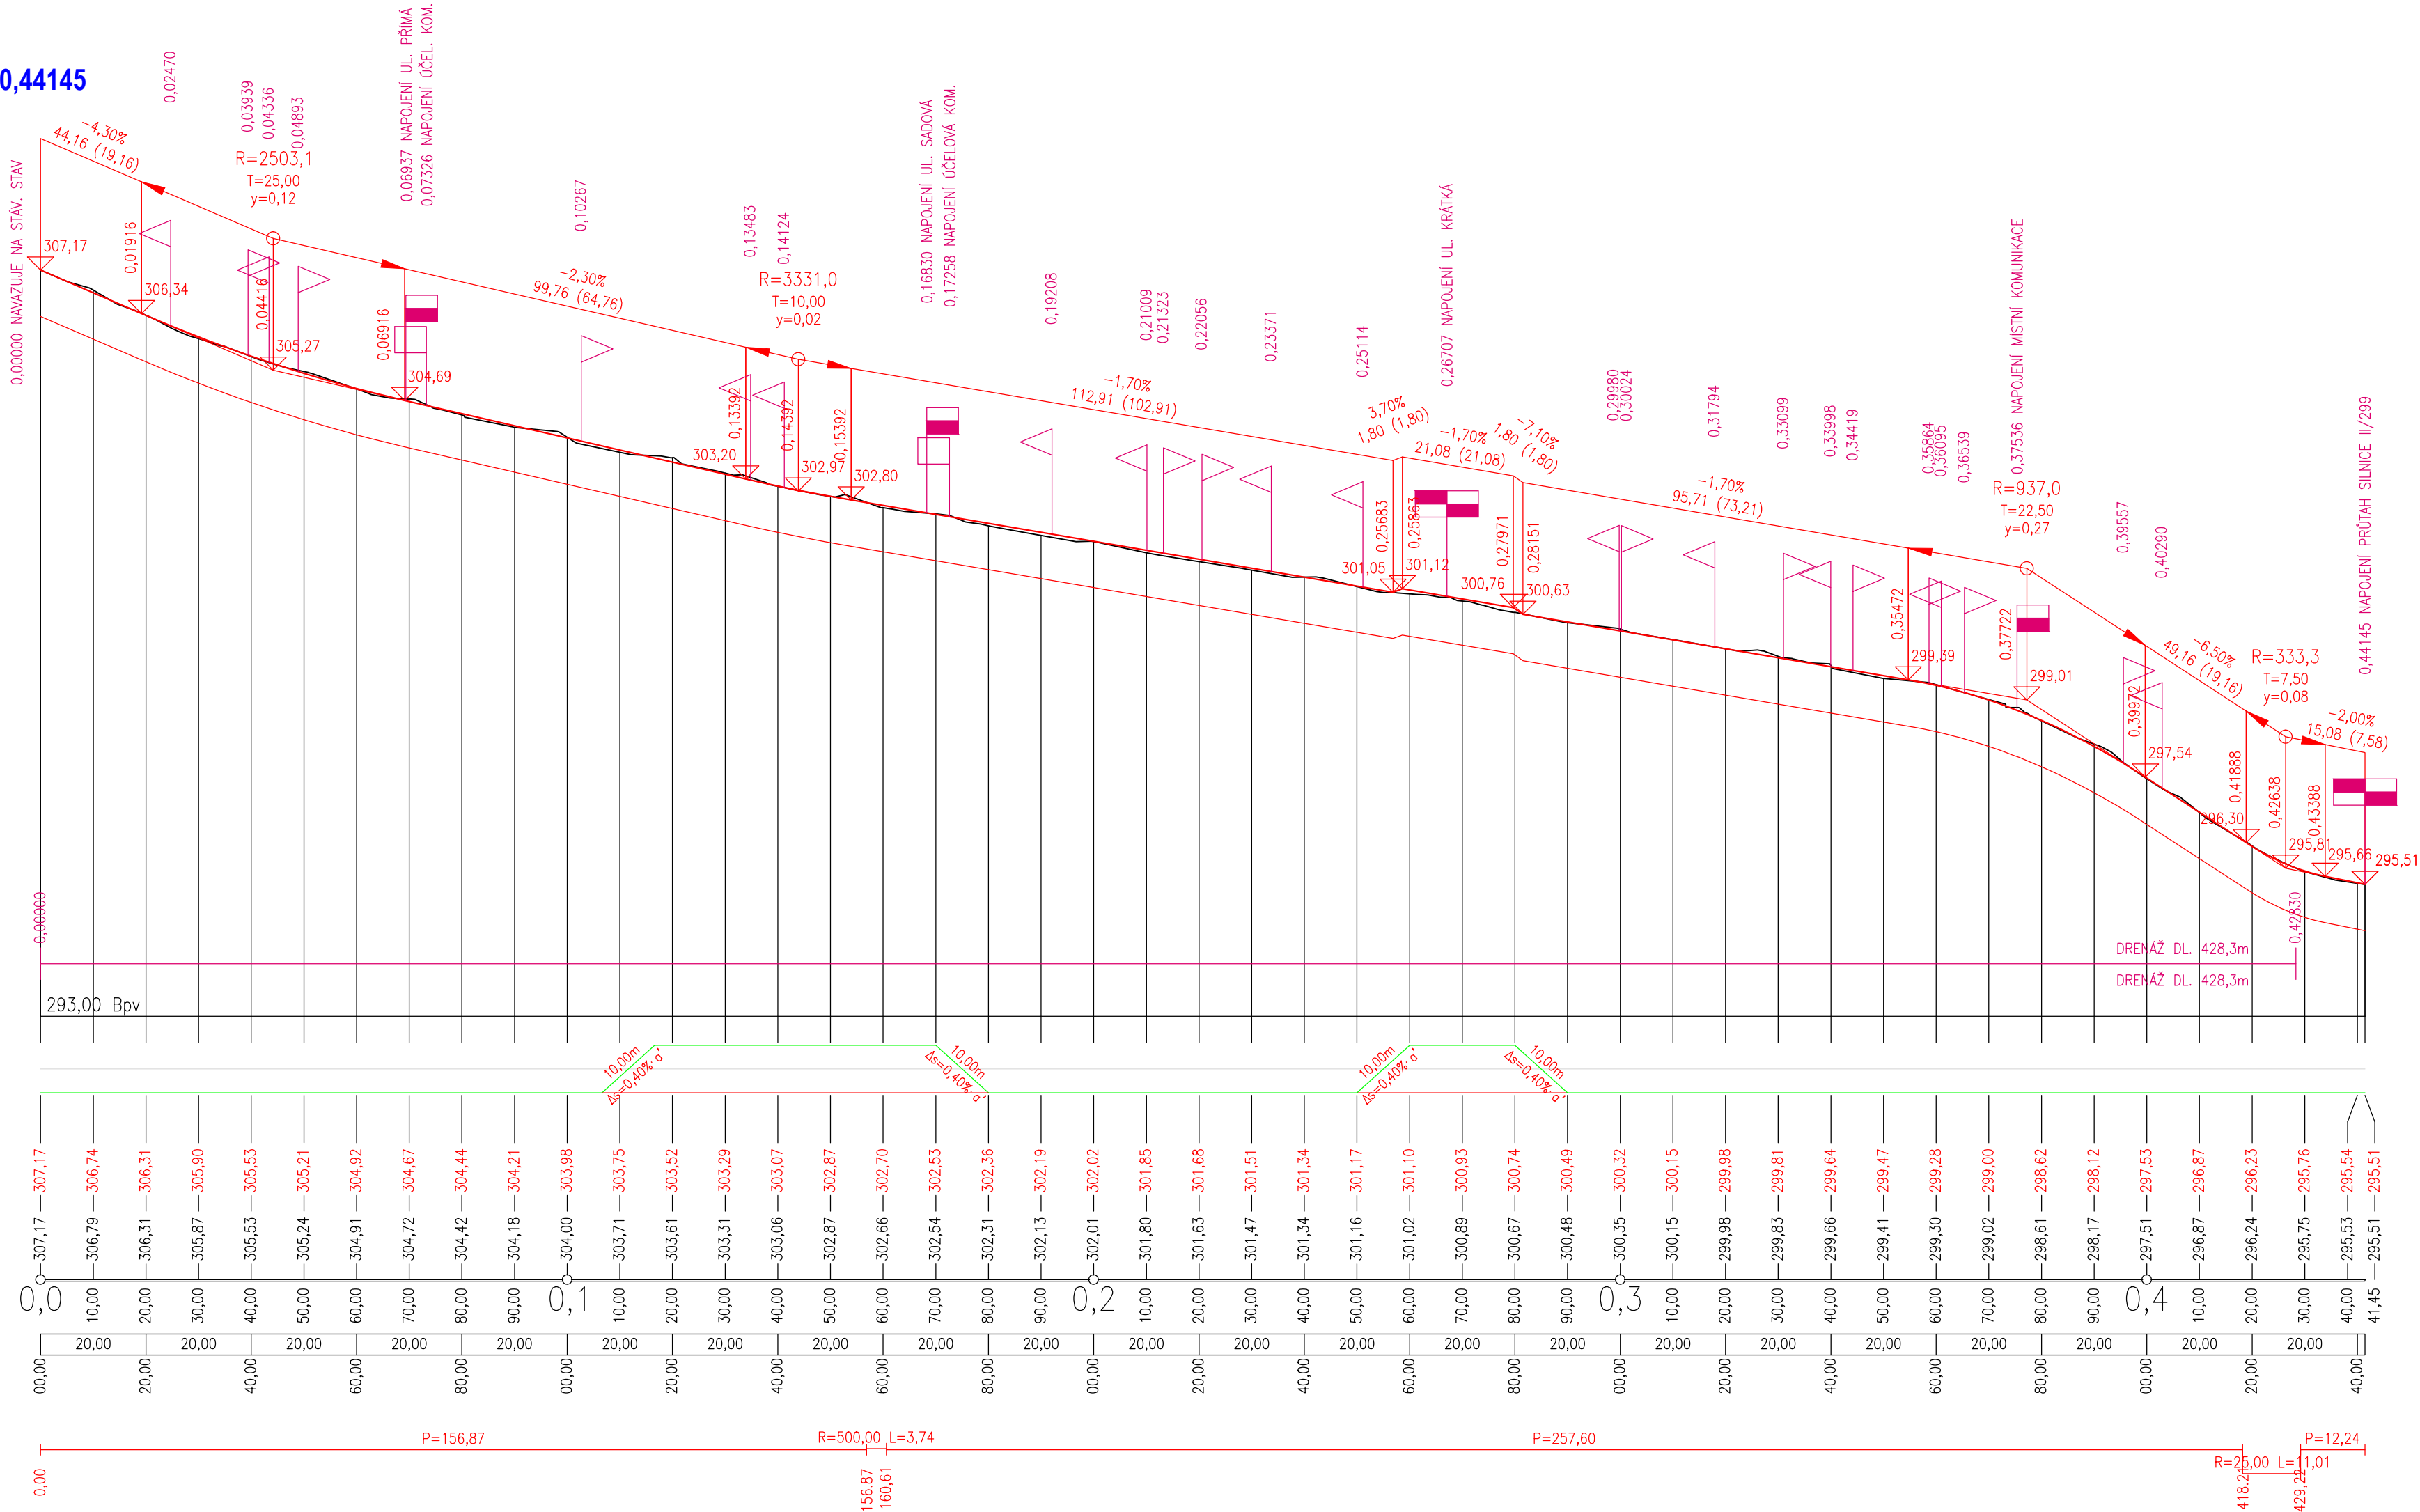 0,44145
0,00000 NAVAZUJE NA STÁV. STAV
0,02470
0,03939
0,04336
0,04893
0,06937 NAPOJENÍ UL. PŘÍMÁ
0,07326 NAPOJENÍ ÚČEL. KOM.
0,10267
0,13483
0,14124
0,16830 NAPOJENÍ UL. SADOVÁ
0,17258 NAPOJENÍ ÚČELOVÁ KOM.
0,19208
0,21009
0,21323
0,22056
0,23371
0,25114
0,26707 NAPOJENÍ UL. KRÁTKÁ
0,29980
0,30024
0,31794
0,33099
0,33998
0,34419
0,35864
0,36095
0,36539
0,37536 NAPOJENÍ MÍSTNÍ KOMUNIKACE
0,39557
0,40290
0,44145 NAPOJENÍ PRŮTAH SILNICE II/299
-4,30%
44,16 (19,16)
R=2503,1
T=25,00
y=0,12
-2,30%
99,76 (64,76)
R=3331,0
T=10,00
y=0,02
-1,70%
112,91 (102,91)
3,70%
1,80 (1,80)
-1,70%
21,08 (21,08)
-7,10%
1,80 (1,80)
-1,70%
95,71 (73,21)
R=937,0
T=22,50
y=0,27
-6,50%
49,16 (19,16)
R=333,3
T=7,50
y=0,08
-2,00%
15,08 (7,58)
307,17
0,01916
306,34
0,04416
305,27
0,06916
304,69
0,13392
303,20
0,14392
302,97
0,15392
302,80
0,25683
301,05
0,25863
301,12
0,27971
300,76
0,28151
300,63
0,35472
299,39
0,37722
299,01
0,39972
297,54
0,41888
296,30
0,42638
295,81
0,43388
295,66
295,51
0,00000
0,42830
DRENÁŽ DL. 428,3m
DRENÁŽ DL. 428,3m
293,00 Bpv
10,00m
Δs=0,40%·a'
10,00m
Δs=0,40%·a'
10,00m
Δs=0,40%·a'
10,00m
Δs=0,40%·a'
307,17 306,74 306,31 305,90 305,53 305,21 304,92 304,67 304,44 304,21 303,98 303,75 303,52 303,29 303,07 302,87 302,70 302,53 302,36 302,19 302,02 301,85 301,68 301,51 301,34 301,17 301,10 300,93 300,74 300,49 300,32 300,15 299,98 299,81 299,64 299,47 299,28 299,00 298,62 298,12 297,53 296,87 296,23 295,76 295,54 295,51
307,17 306,79 306,31 305,87 305,53 305,24 304,91 304,72 304,42 304,18 304,00 303,71 303,61 303,31 303,06 302,87 302,66 302,54 302,31 302,13 302,01 301,80 301,63 301,47 301,34 301,16 301,02 300,89 300,67 300,48 300,35 300,15 299,98 299,83 299,66 299,41 299,30 299,02 298,61 298,17 297,51 296,87 296,24 295,75 295,53 295,51
0,0 10,00 20,00 30,00 40,00 50,00 60,00 70,00 80,00 90,00 0,1 10,00 20,00 30,00 40,00 50,00 60,00 70,00 80,00 90,00 0,2 10,00 20,00 30,00 40,00 50,00 60,00 70,00 80,00 90,00 0,3 10,00 20,00 30,00 40,00 50,00 60,00 70,00 80,00 90,00 0,4 10,00 20,00 30,00 40,00 41,45
20,00 20,00 20,00 20,00 20,00 20,00 20,00 20,00 20,00 20,00 20,00 20,00 20,00 20,00 20,00 20,00 20,00 20,00 20,00 20,00 20,00 20,00
00,00 20,00 40,00 60,00 80,00 00,00 20,00 40,00 60,00 80,00 00,00 20,00 40,00 60,00 80,00 00,00 20,00 40,00 60,00 80,00 00,00 20,00 40,00
P=156,87 R=500,00 L=3,74 P=257,60 P=12,24
R=25,00 L=11,01
0,00 156.87 160,61 418.21 429,22